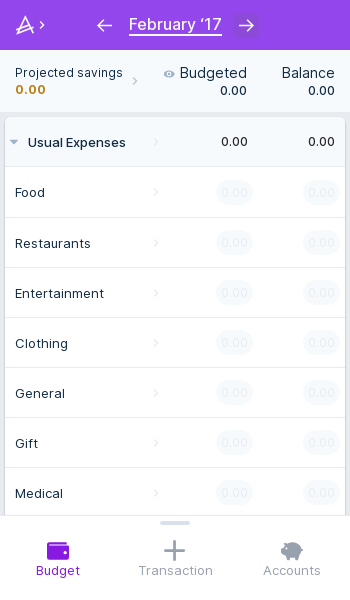 February ‘17
Projected savings Budgeted Balance
0.00 0.00 0.00
Usual Expenses 0.00 0.00
Food 0.00 0.00
Restaurants 0.00 0.00
Entertainment 0.00 0.00
Clothing 0.00 0.00
General 0.00 0.00
Gift 0.00 0.00
Medical 0.00 0.00
Budget Transaction Accounts